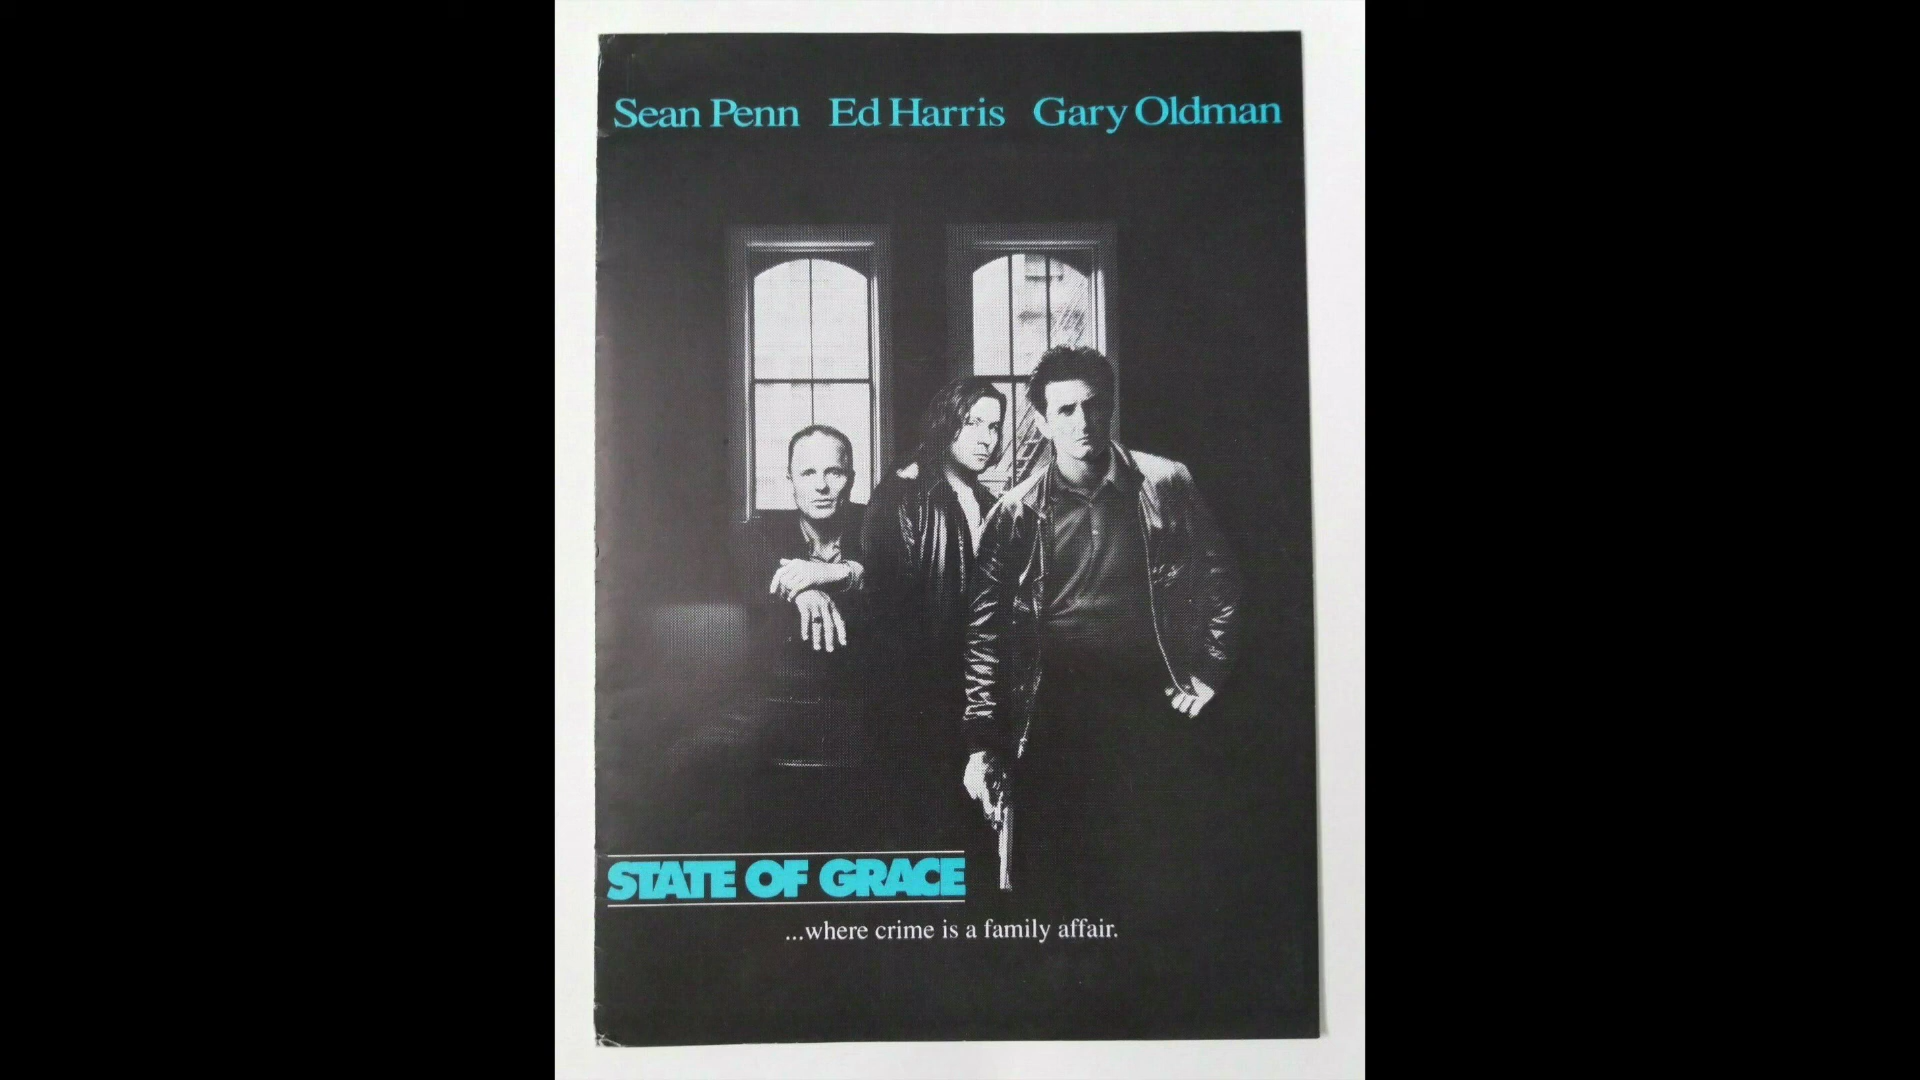 Sean Penn Ed Harris Gary Oldman
STATE OF GRACE
...where crime is a family affair.